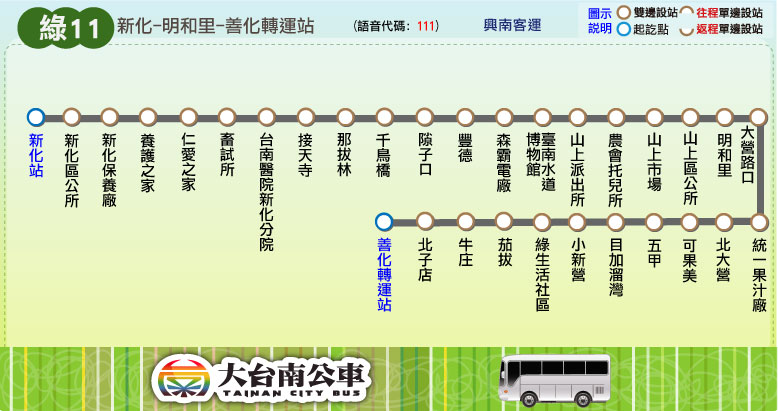 綠11
新化-明和里-善化轉運站
(語音代碼: 111)
興南客運
圖示說明
雙邊設站
往程單邊設站
起訖點
返程單邊設站
新化站
新化區公所
新化保養廠
養護之家
仁愛之家
畜試所
台南醫院新化分院
接天寺
那拔林
千鳥橋
隙子口
豐德
森霸電廠
臺南水道博物館
山上派出所
農會托兒所
山上市場
山上區公所
明和里
大營路口
統一果汁廠
北大營
可果美
五甲
目加溜灣
小新營
綠生活社區
茄拔
牛庄
北子店
善化轉運站
大台南公車
TAINAN CITY BUS